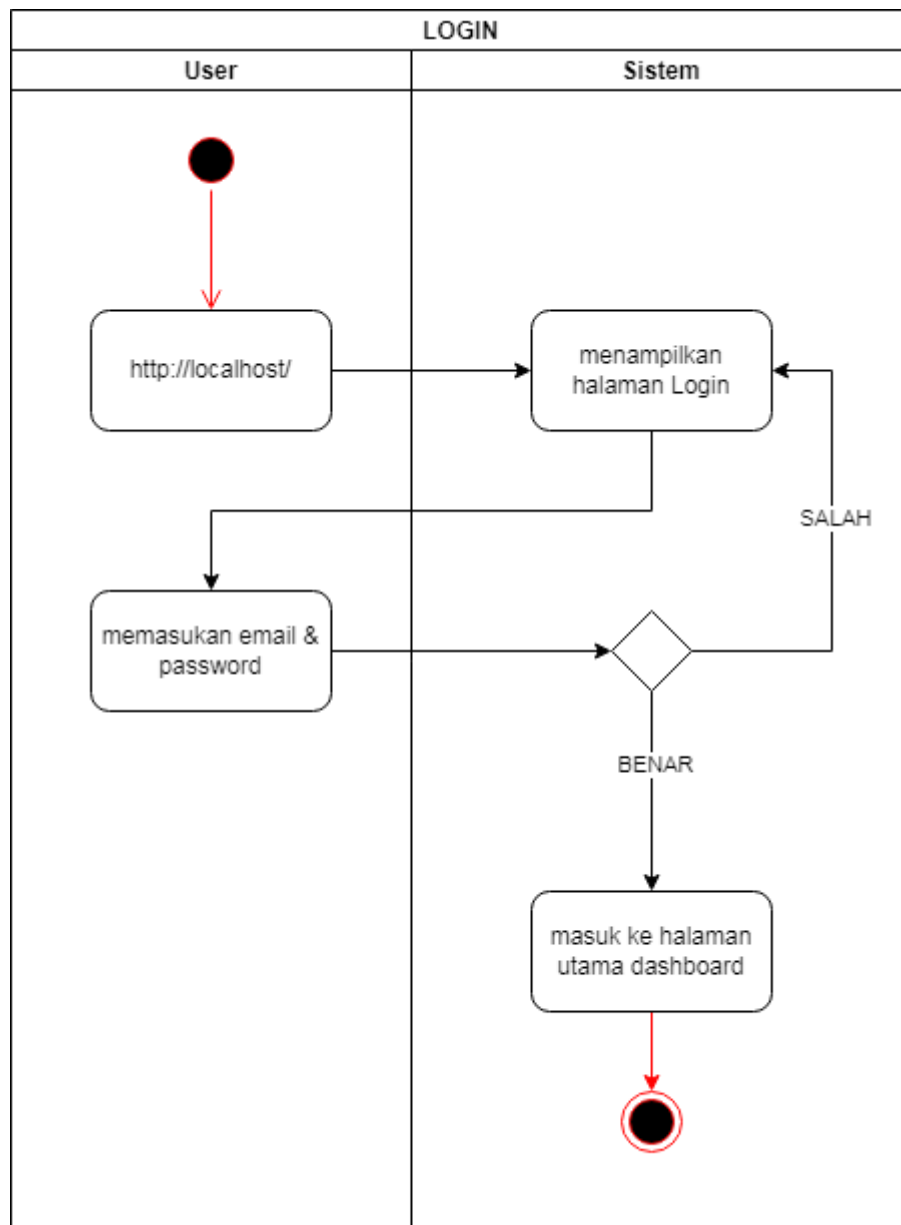 LOGIN
User
Sistem
http://localhost/
menampilkan
halaman Login
SALAH
memasukan email &
password
BENAR
masuk ke halaman
utama dashboard